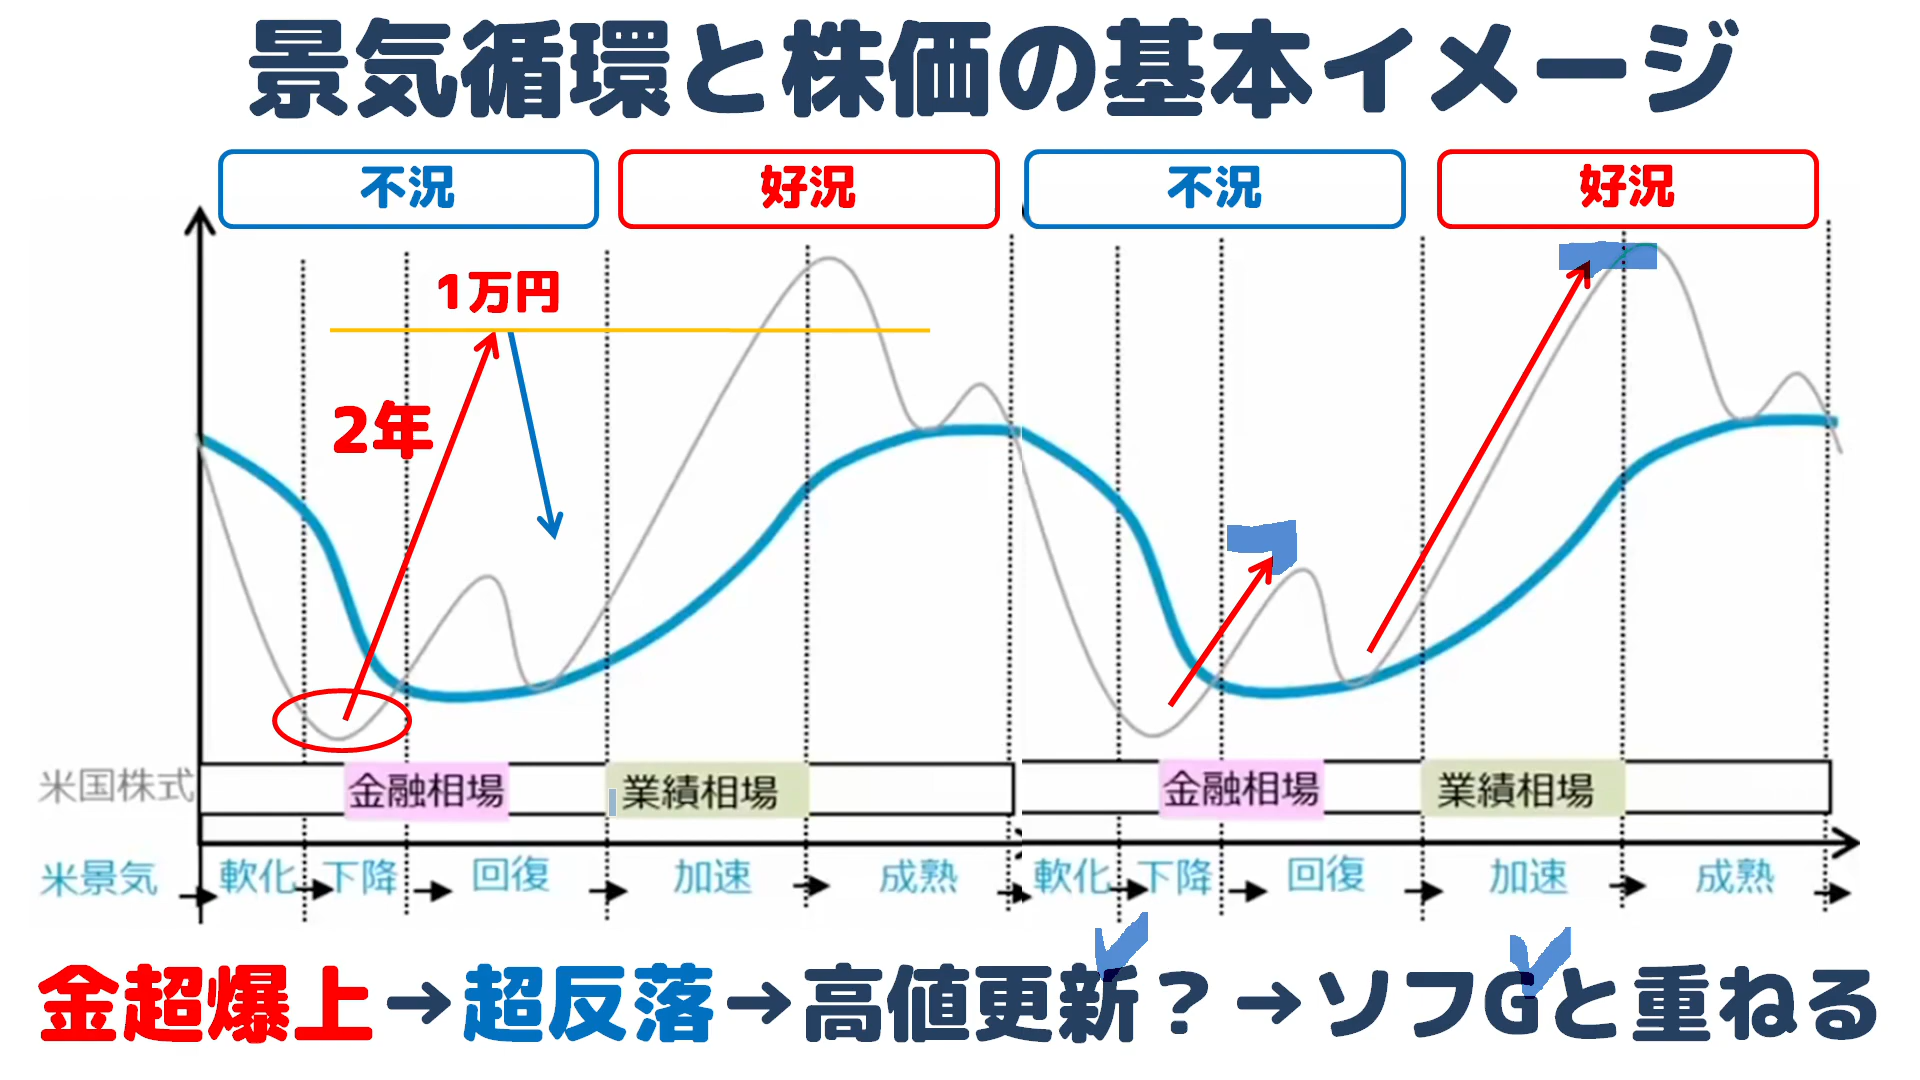 景気循環と株価の基本イメージ
不況 好況 不況 好況
1万円
2年
米国株式 金融相場 業績相場 金融相場 業績相場
米景気 軟化 下降 回復 加速 成熟 軟化 下降 回復 加速 成熟
金超爆上→超反落→高値更新？→ソフGと重ねる